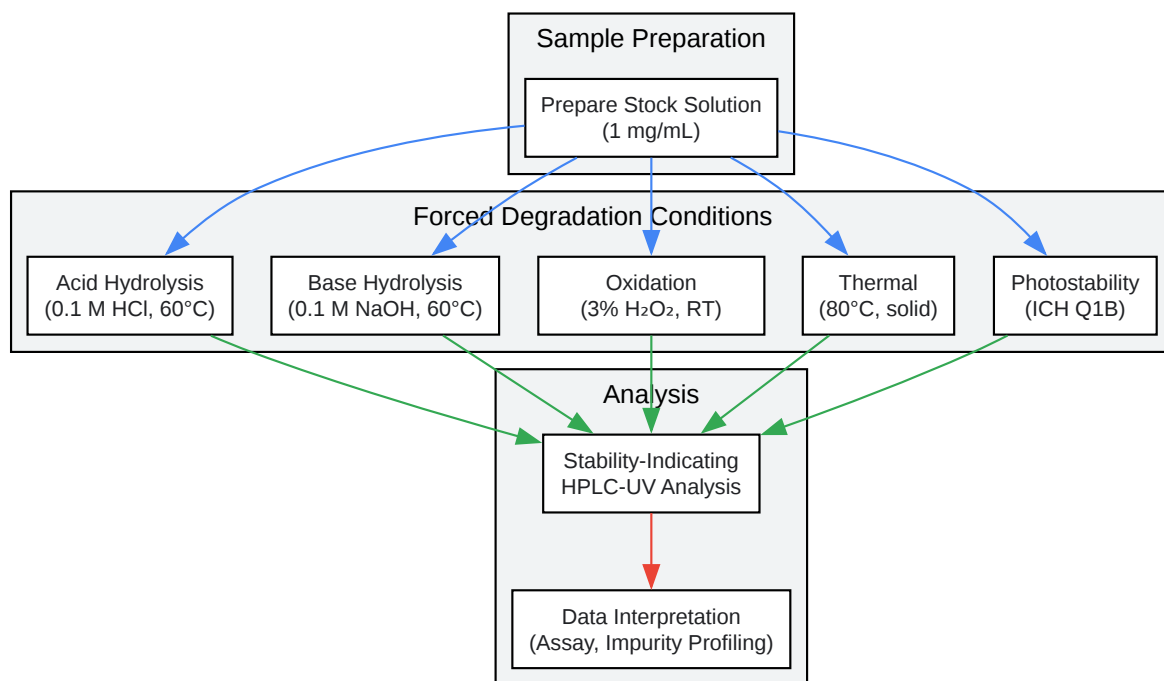 Sample Preparation
Prepare Stock Solution
(1 mg/mL)
Forced Degradation Conditions
Acid Hydrolysis
(0.1 M HCl, 60°C)
Base Hydrolysis
(0.1 M NaOH, 60°C)
Oxidation
(3% H₂O₂, RT)
Thermal
(80°C, solid)
Photostability
(ICH Q1B)
Analysis
Stability-Indicating
HPLC-UV Analysis
Data Interpretation
(Assay, Impurity Profiling)